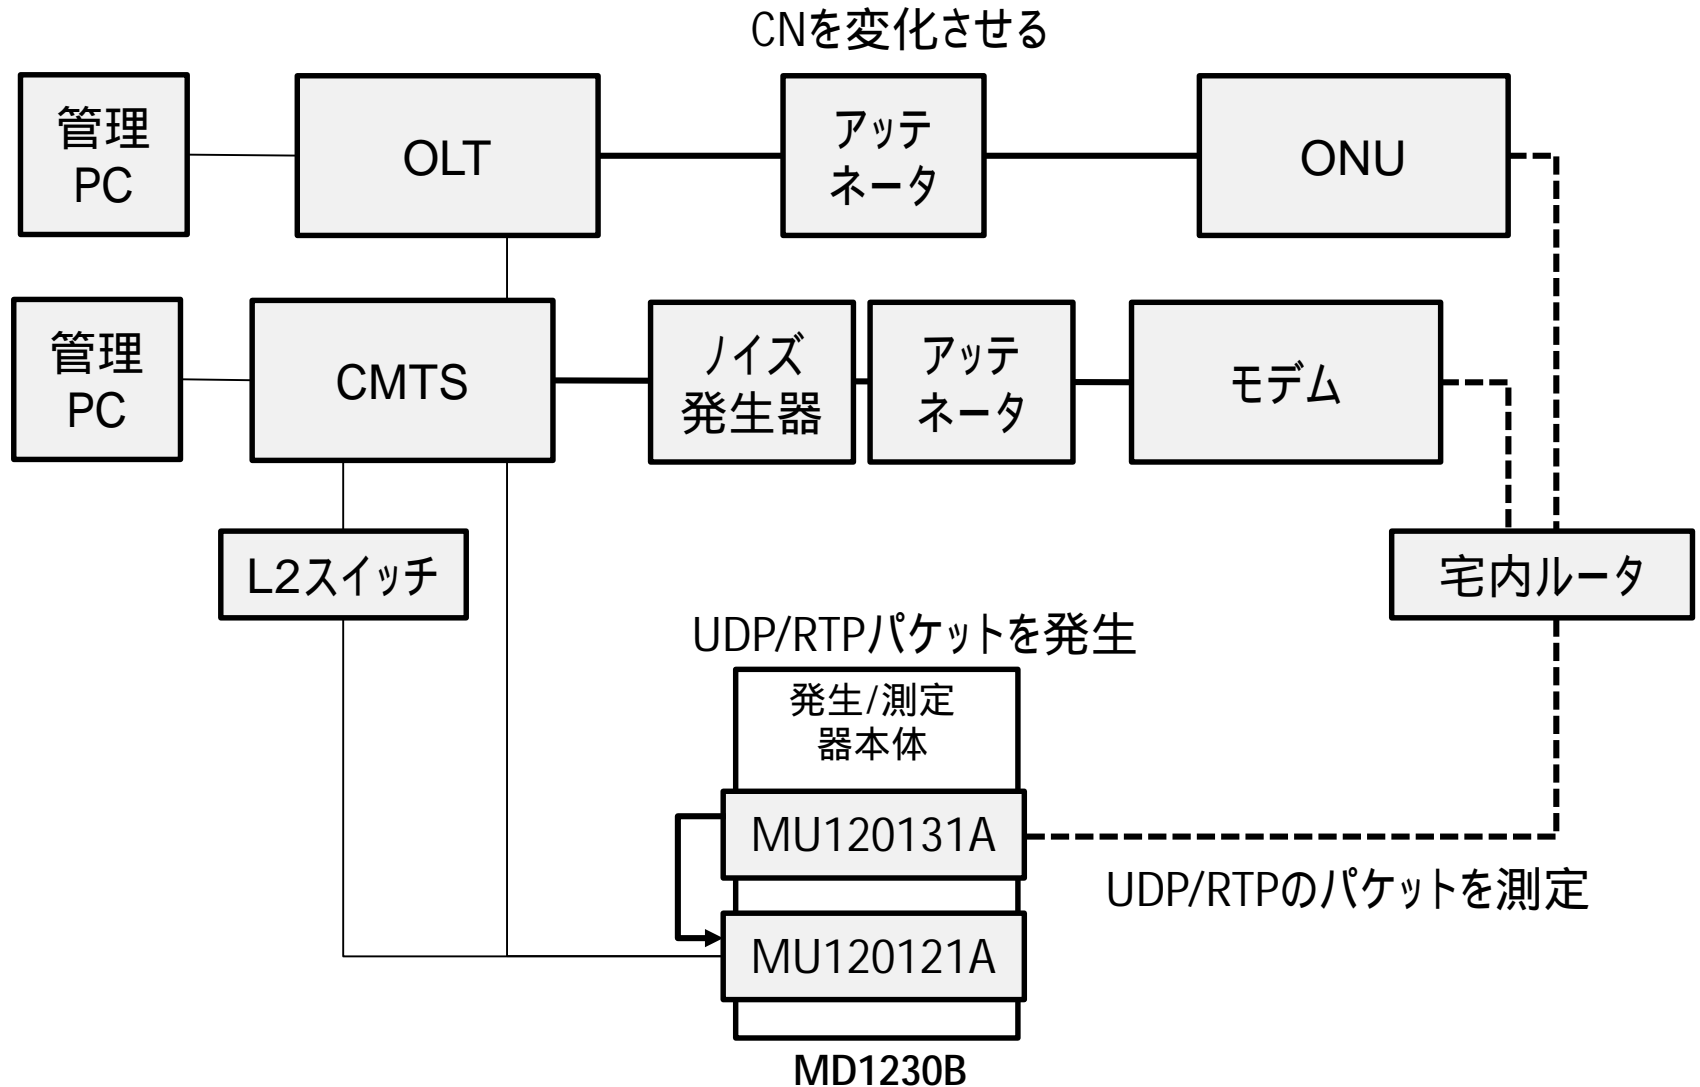 CNを変化させる
管理
PC
OLT
アッテ
ネータ
ONU
管理
PC
CMTS
ノイズ
発生器
アッテ
ネータ
モデム
L2スイッチ
宅内ルータ
UDP/RTPパケットを発生
発生/測定
器本体
MU120131A
UDP/RTPのパケットを測定
MU120121A
MD1230B